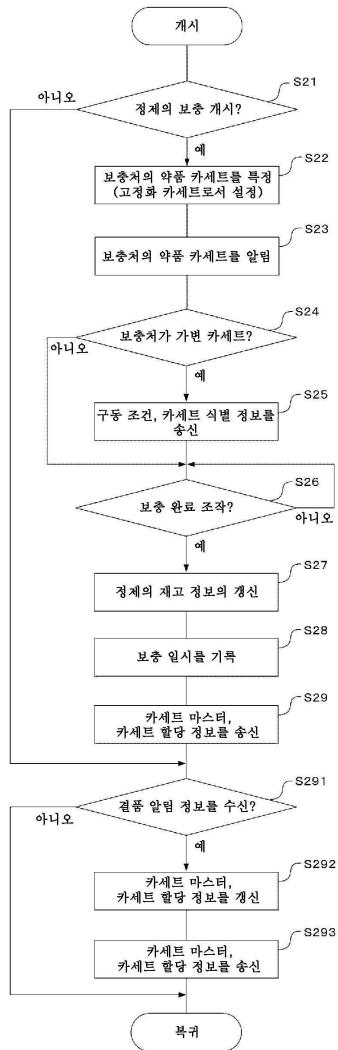 개시
S21
아니오
정제의 보충 개시?
예
S22
보충처의 약품 카세트를 특정
(고정화 카세트로서 설정)
S23
보충처의 약품 카세트를 알림
S24
보충처가 가변 카세트?
아니오
예
S25
구동 조건, 카세트 식별 정보를
송신
S26
보충 완료 조작?
아니오
예
S27
정제의 재고 정보의 갱신
S28
보충 일시를 기록
S29
카세트 마스터,
카세트 할당 정보를 송신
S291
결품 알림 정보를 수신?
아니오
예
S292
카세트 마스터,
카세트 할당 정보를 갱신
S293
카세트 마스터,
카세트 할당 정보를 송신
복귀